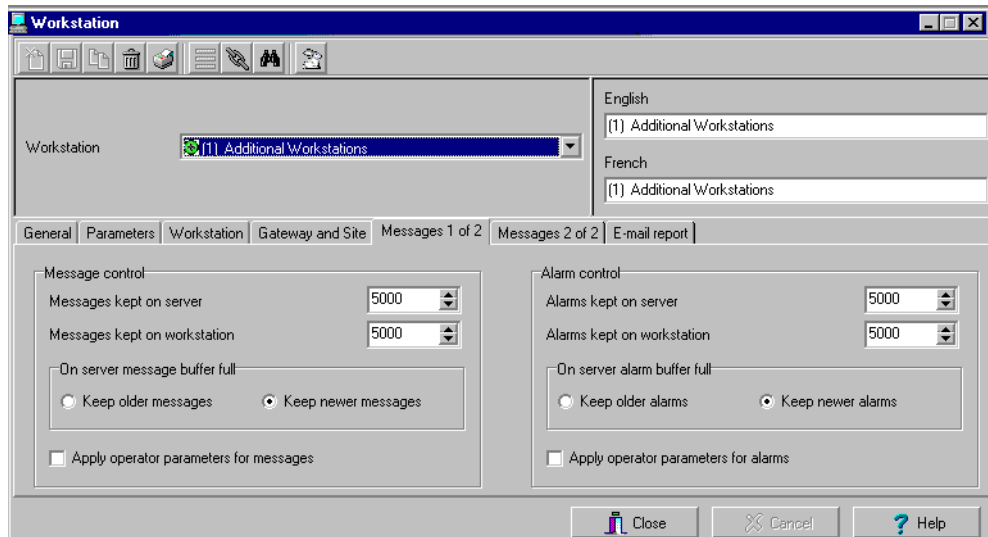 Workstation
English
(1) Additional Workstations
Workstation
(1) Additional Workstations
French
(1) Additional Workstations
General
Parameters
Workstation
Gateway and Site
Messages 1 of 2
Messages 2 of 2
E-mail report
Message control
Messages kept on server
5000
Messages kept on workstation
5000
On server message buffer full
Keep older messages
Keep newer messages
Apply operator parameters for messages
Alarm control
Alarms kept on server
5000
Alarms kept on workstation
5000
On server alarm buffer full
Keep older alarms
Keep newer alarms
Apply operator parameters for alarms
Close
Cancel
Help